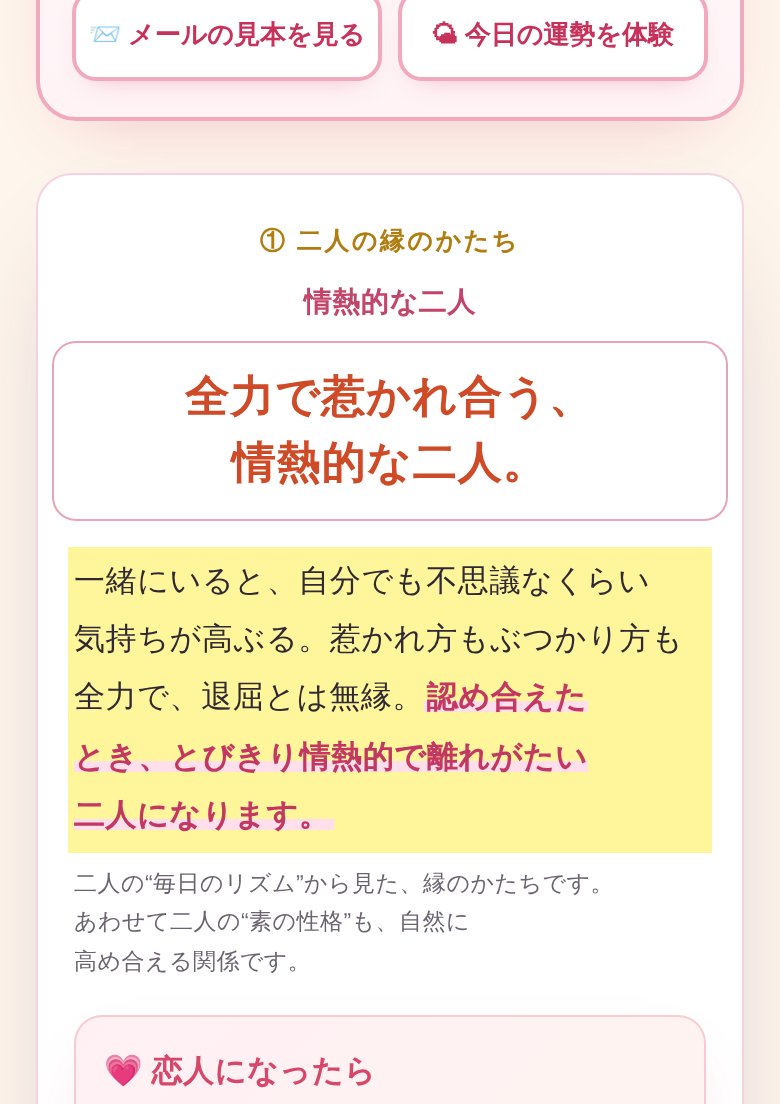 📨 メールの見本を見る
🌤 今日の運勢を体験
① 二人の縁のかたち
情熱的な二人
全力で惹かれ合う、
情熱的な二人。
一緒にいると、自分でも不思議なくらい
気持ちが高ぶる。惹かれ方もぶつかり方も
全力で、退屈とは無縁。認め合えた
とき、とびきり情熱的で離れがたい
二人になります。
二人の“毎日のリズム”から見た、縁のかたちです。
あわせて二人の“素の性格”も、自然に
高め合える関係です。
💗 恋人になったら